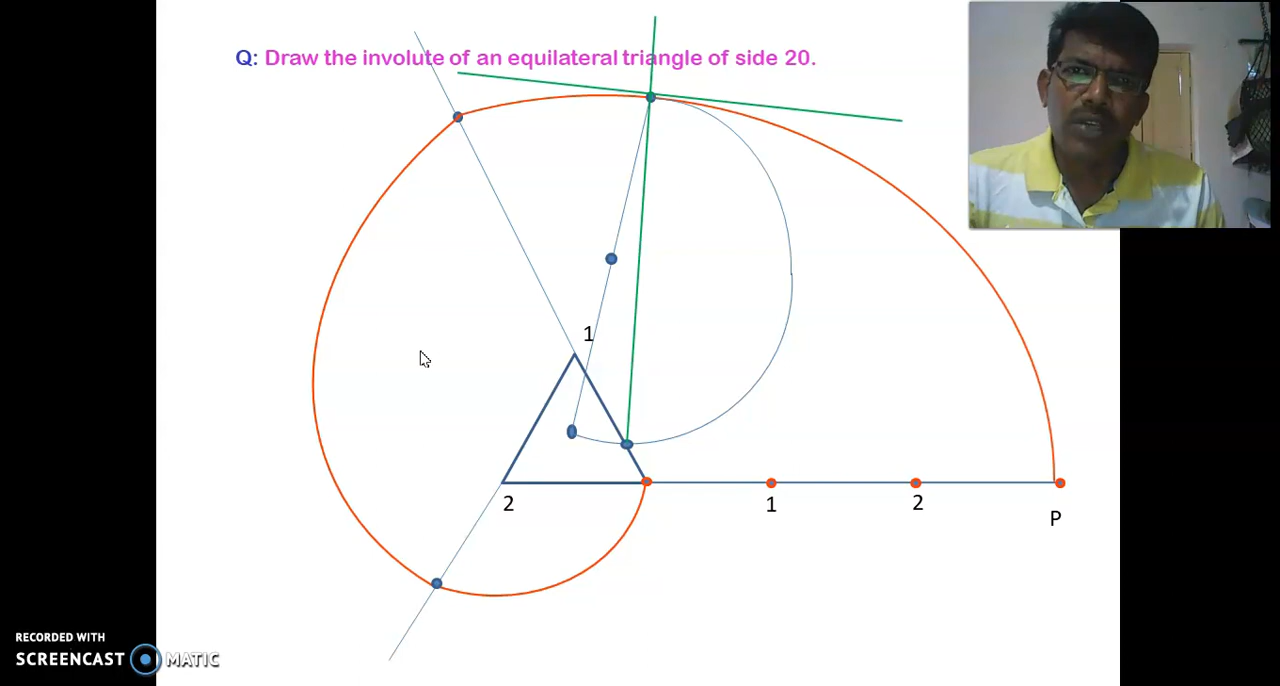 Q: Draw the involute of an equilateral triangle of side 20.
1
2
1
2
P
RECORDED WITH
SCREENCAST MATIC